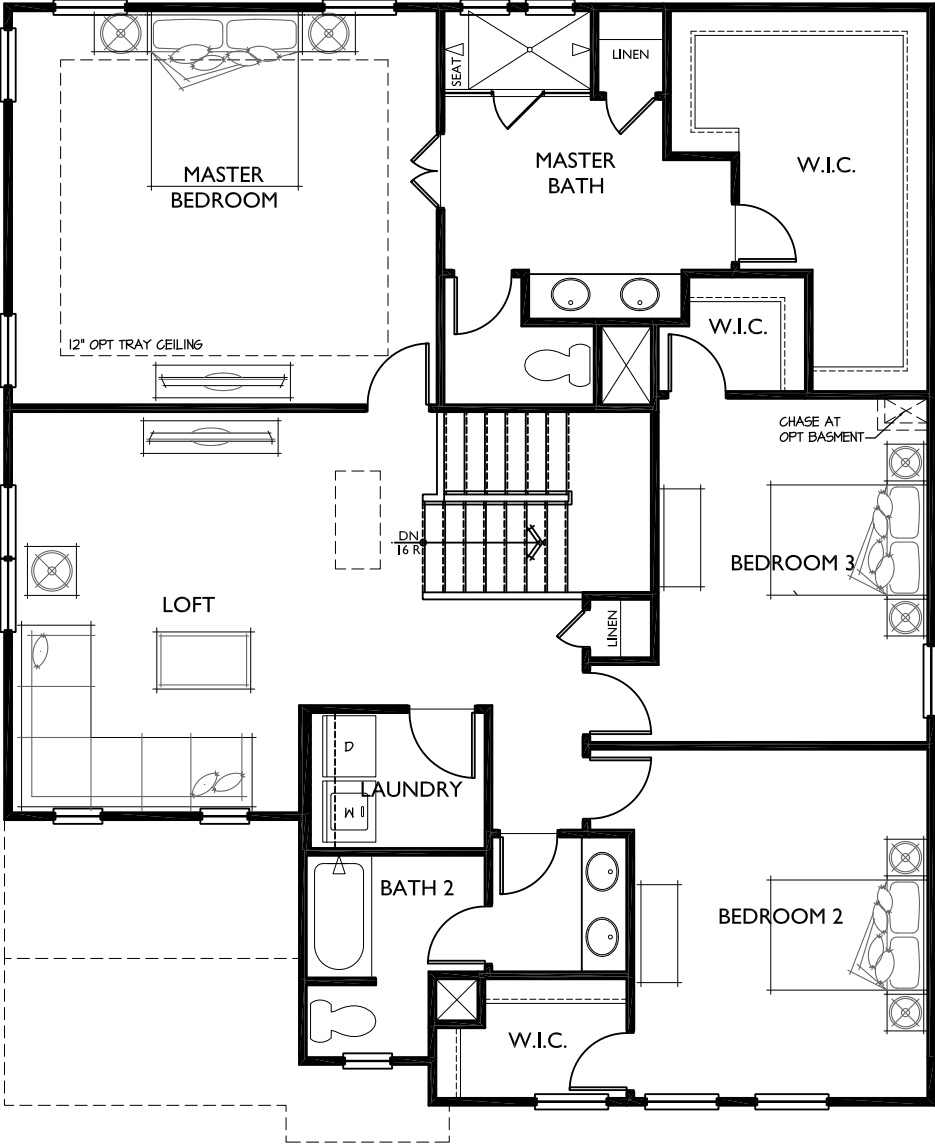 LINEN
SEAT
MASTER
BEDROOM
MASTER
BATH
W.I.C.
W.I.C.
12" OPT TRAY CEILING
CHASE AT
OPT BASMENT
DN
16 R
BEDROOM 3
LOFT
LINEN
D
LAUNDRY
W
BATH 2
BEDROOM 2
W.I.C.